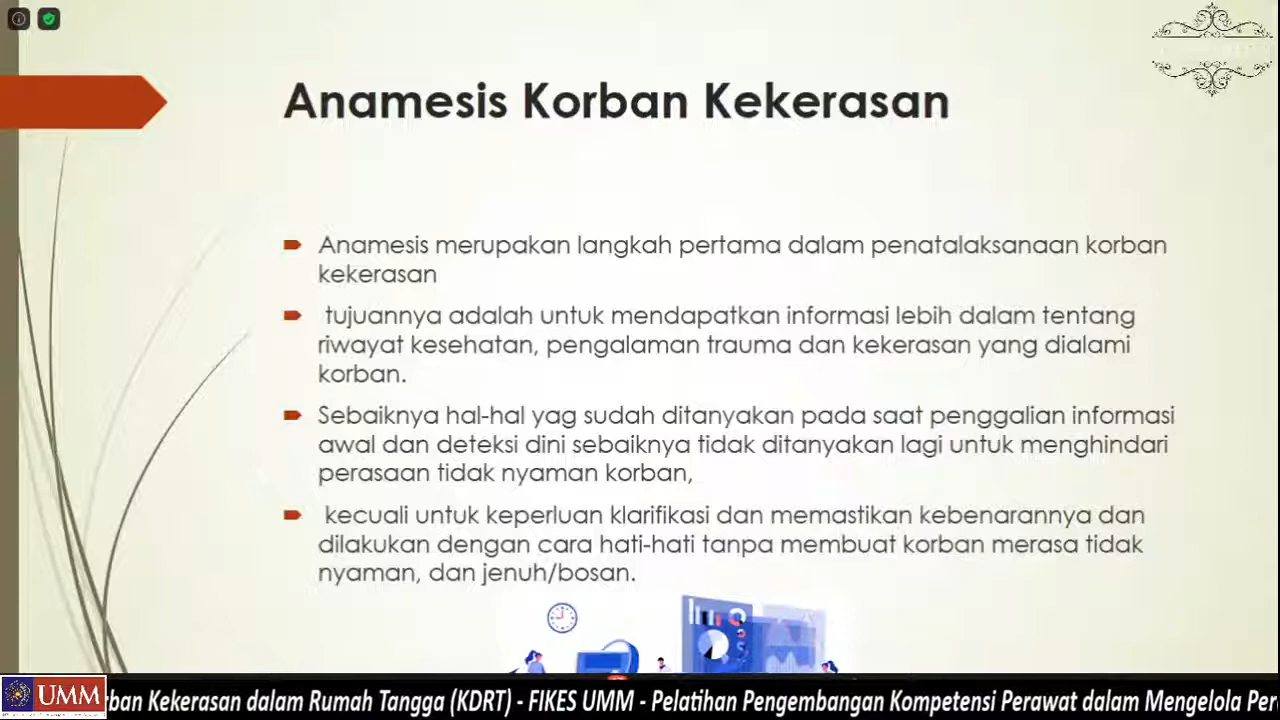 Anamesis Korban Kekerasan
Anamesis merupakan langkah pertama dalam penatalaksanaan korban
kekerasan
tujuannya adalah untuk mendapatkan informasi lebih dalam tentang
riwayat kesehatan, pengalaman trauma dan kekerasan yang dialami
korban.
Sebaiknya hal-hal yag sudah ditanyakan pada saat penggalian informasi
awal dan deteksi dini sebaiknya tidak ditanyakan lagi untuk menghindari
perasaan tidak nyaman korban,
kecuali untuk keperluan klarifikasi dan memastikan kebenarannya dan
dilakukan dengan cara hati-hati tanpa membuat korban merasa tidak
nyaman, dan jenuh/bosan.
UMM
ban Kekerasan dalam Rumah Tangga (KDRT) - FIKES UMM - Pelatihan Pengembangan Kompetensi Perawat dalam Mengelola Per